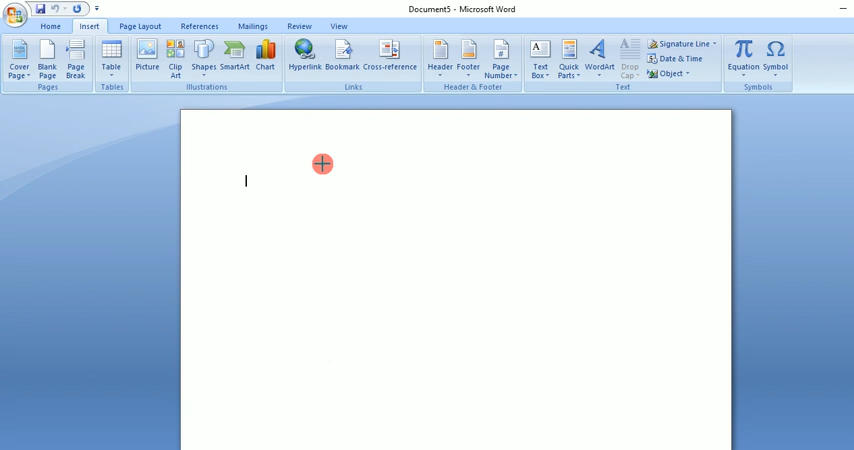 Document5 - Microsoft Word
Home Insert Page Layout References Mailings Review View
Cover Page Blank Page Page Break Table Picture Clip Art Shapes SmartArt Chart Hyperlink Bookmark Cross-reference Header Footer Page Number Text Box Quick Parts WordArt Drop Cap Signature Line Date & Time Object Equation Symbol
Pages Tables Illustrations Links Header & Footer Text Symbols